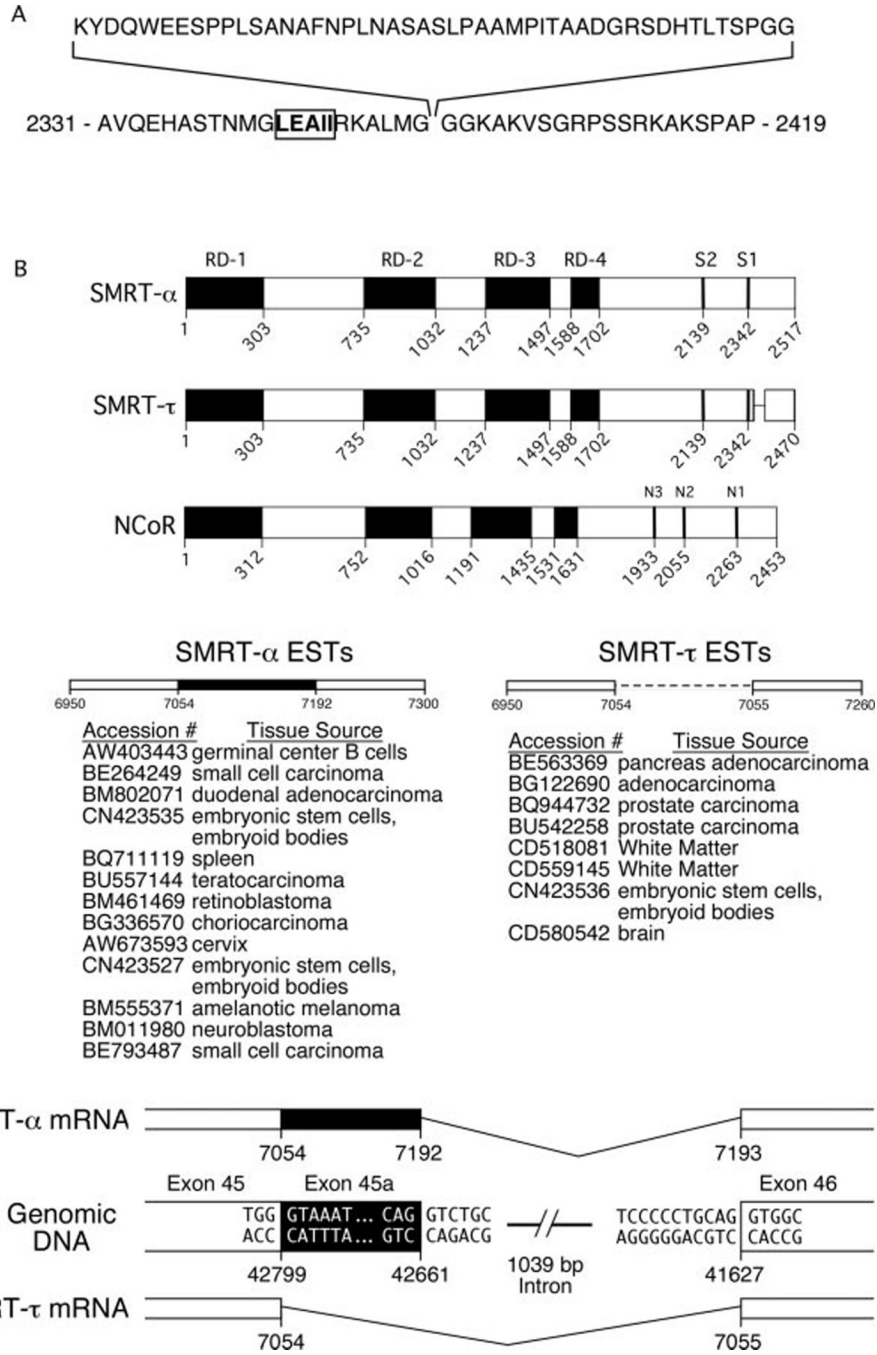 A
KYDQWEESPPLSANAFNPLNASASLPAAMPITAADGRSDHTLTSPGG
2331 - AVQEHASTNMGLEAIIRKALMG GGKAKVSGRPSSRKAKSPAP - 2419
B
RD-1 RD-2 RD-3 RD-4 S2 S1
SMRT-α
1 303 735 1032 1237 1497 1588 1702 2139 2342 2517
SMRT-τ
1 303 735 1032 1237 1497 1588 1702 2139 2342 2470
N3 N2 N1
NCoR
1 312 752 1016 1191 1435 1531 1631 1933 2055 2263 2453
SMRT-α ESTs
6950 7054 7192 7300
Accession # Tissue Source
AW403443 germinal center B cells
BE264249 small cell carcinoma
BM802071 duodenal adenocarcinoma
CN423535 embryonic stem cells,
embryoid bodies
BQ711119 spleen
BU557144 teratocarcinoma
BM461469 retinoblastoma
BG336570 choriocarcinoma
AW673593 cervix
CN423527 embryonic stem cells,
embryoid bodies
BM555371 amelanotic melanoma
BM011980 neuroblastoma
BE793487 small cell carcinoma
SMRT-τ ESTs
6950 7054 7055 7260
Accession # Tissue Source
BE563369 pancreas adenocarcinoma
BG122690 adenocarcinoma
BQ944732 prostate carcinoma
BU542258 prostate carcinoma
CD518081 White Matter
CD559145 White Matter
CN423536 embryonic stem cells,
embryoid bodies
CD580542 brain
T-α mRNA
7054 7192 7193
Exon 45 Exon 45a Exon 46
Genomic
DNA
TGG GTAAAT... CAG GTCTGC TCCCCCTGCAG GTGGC
ACC CATTTA... GTC CAGACG AGGGGGACGTC CACCG
42799 42661 1039 bp 41627
Intron
RT-τ mRNA
7054 7055